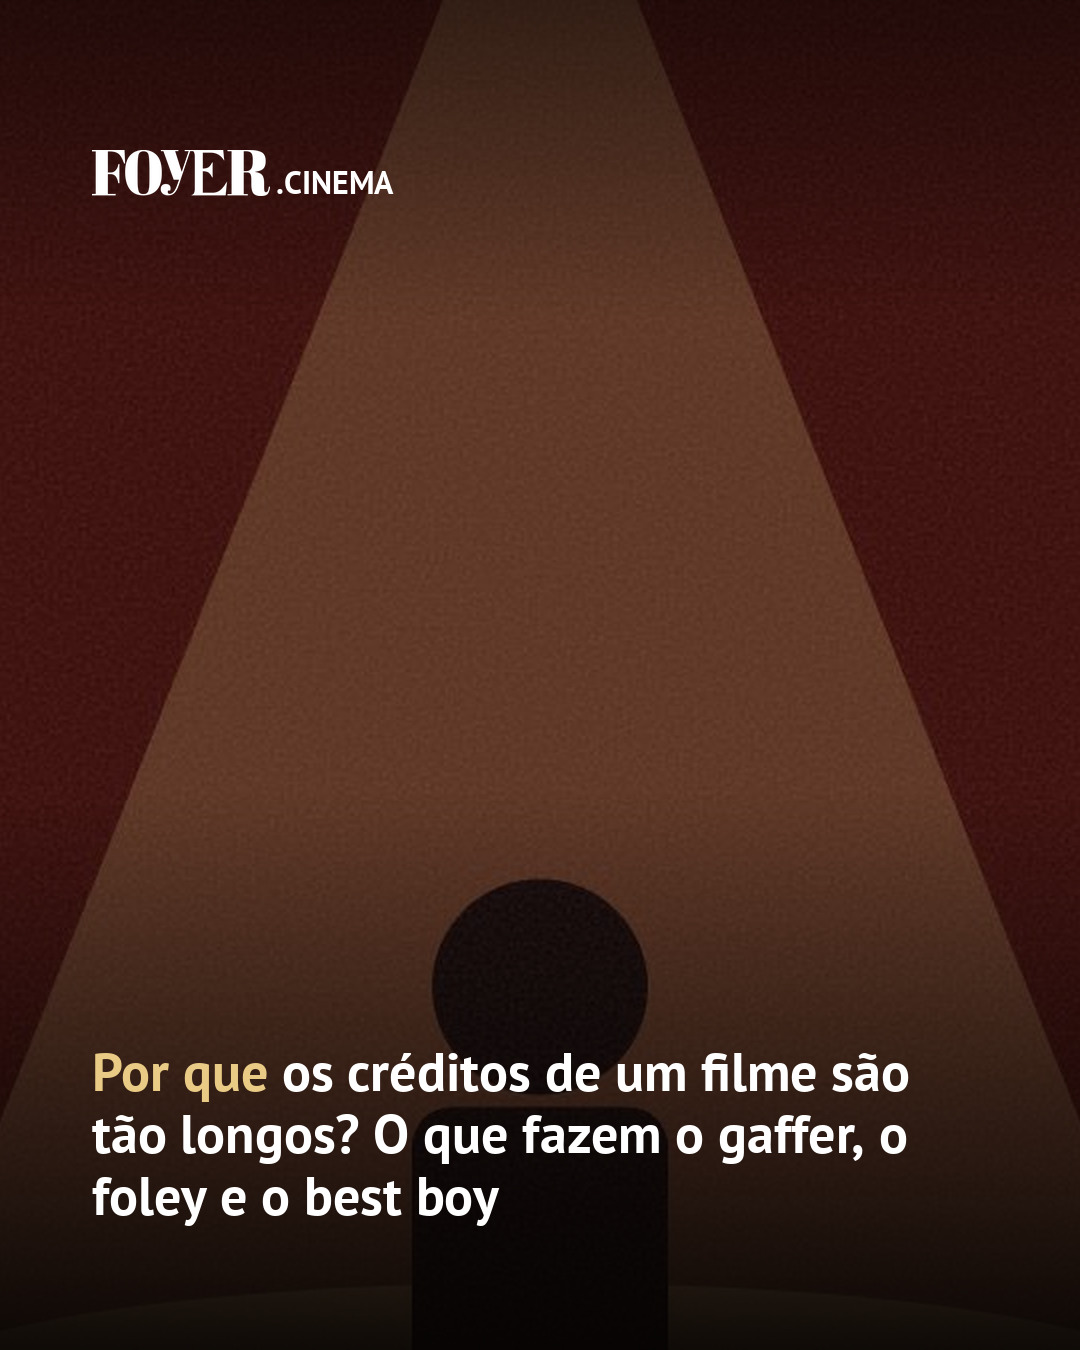 FOYER .CINEMA
Por que os créditos de um filme são
tão longos? O que fazem o gaffer, o
foley e o best boy